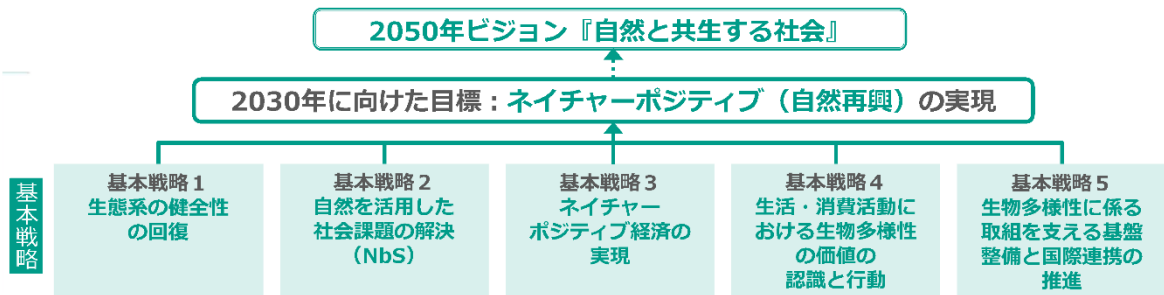 2050年ビジョン『自然と共生する社会』
2030年に向けた目標：ネイチャーポジティブ（自然再興）の実現
基本戦略
基本戦略１
生態系の健全性
の回復
基本戦略２
自然を活用した
社会課題の解決
（NbS）
基本戦略３
ネイチャー
ポジティブ経済の
実現
基本戦略４
生活・消費活動に
おける生物多様性
の価値の
認識と行動
基本戦略５
生物多様性に係る
取組を支える基盤
整備と国際連携の
推進